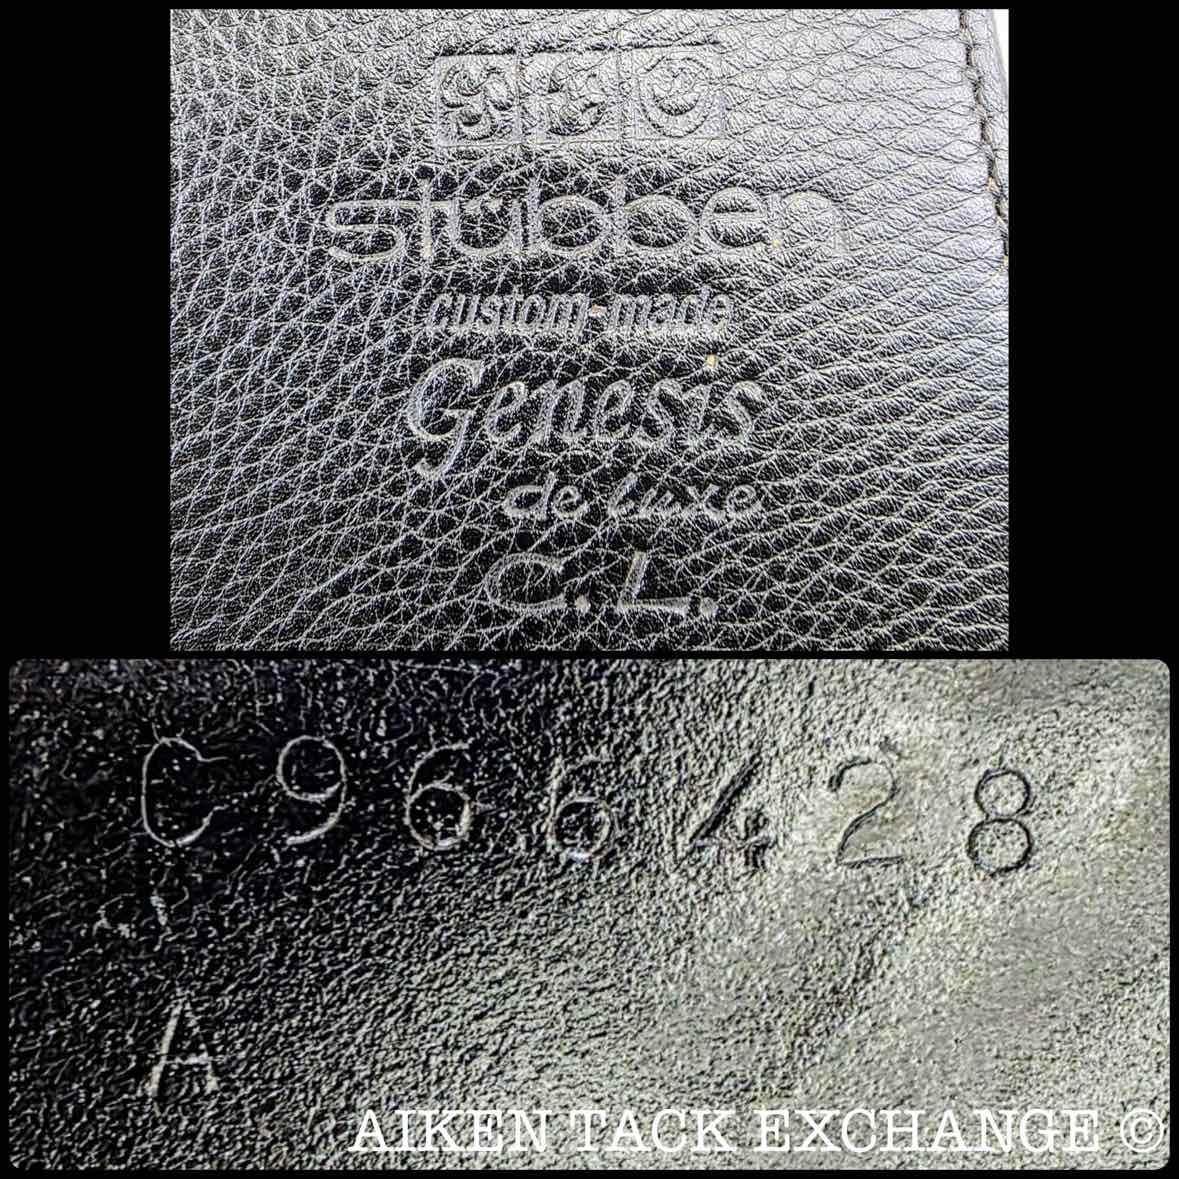 stübben
custom-made
Genesis
de luxe
C.L.
C966428
A
AIKEN TACK EXCHANGE ©